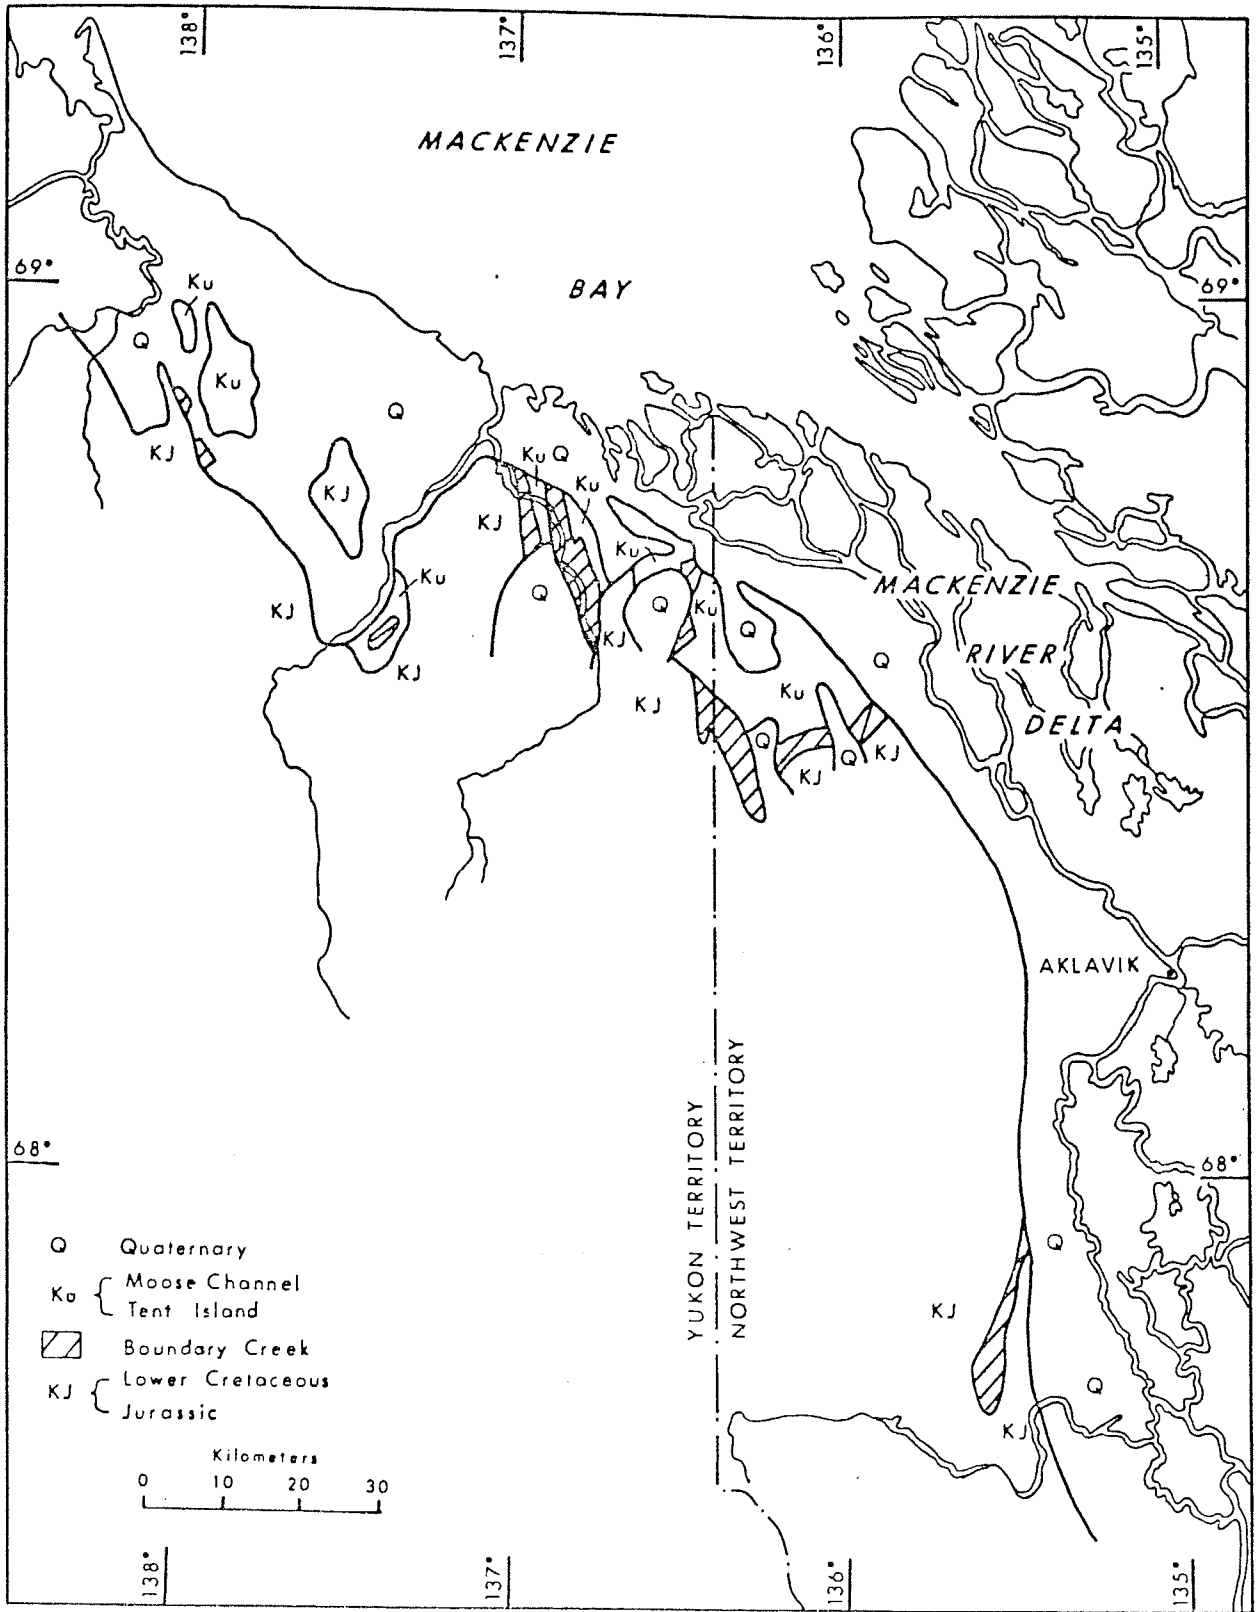 138°
137°
136°
135°
MACKENZIE
BAY
69°
69°
Ku
Q
Ku
Q
KJ
KJ
Ku Q
Ku
KJ
Ku
Ku
KJ
Q
Q
Ku
KJ
KJ
Q
Q
MACKENZIE
RIVER
DELTA
KJ
Ku
Q
KJ
Q
KJ
AKLAVIK
YUKON TERRITORY
NORTHWEST TERRITORY
68°
68°
Q
KJ
Q
KJ
Q Quaternary
Ku { Moose Channel
Tent Island
Boundary Creek
KJ { Lower Cretaceous
Jurassic
Kilometers
0 10 20 30
138°
137°
136°
135°